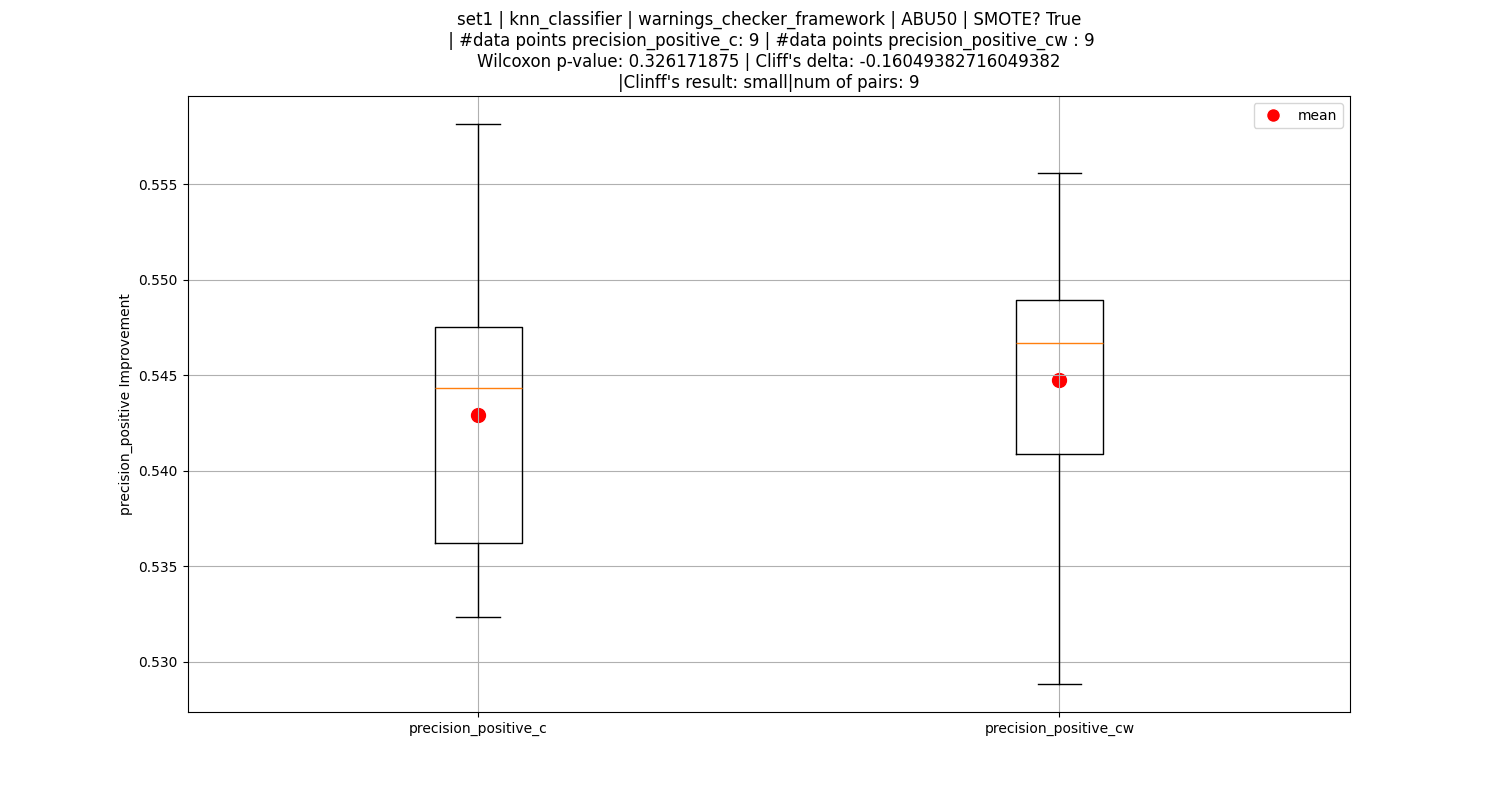 set1 | knn_classifier | warnings_checker_framework | ABU50 | SMOTE? True
| #data points precision_positive_c: 9 | #data points precision_positive_cw : 9
Wilcoxon p-value: 0.326171875 | Cliff's delta: -0.16049382716049382
|Clinff's result: small|num of pairs: 9
mean
precision_positive Improvement
0.555
0.550
0.545
0.540
0.535
0.530
precision_positive_c
precision_positive_cw